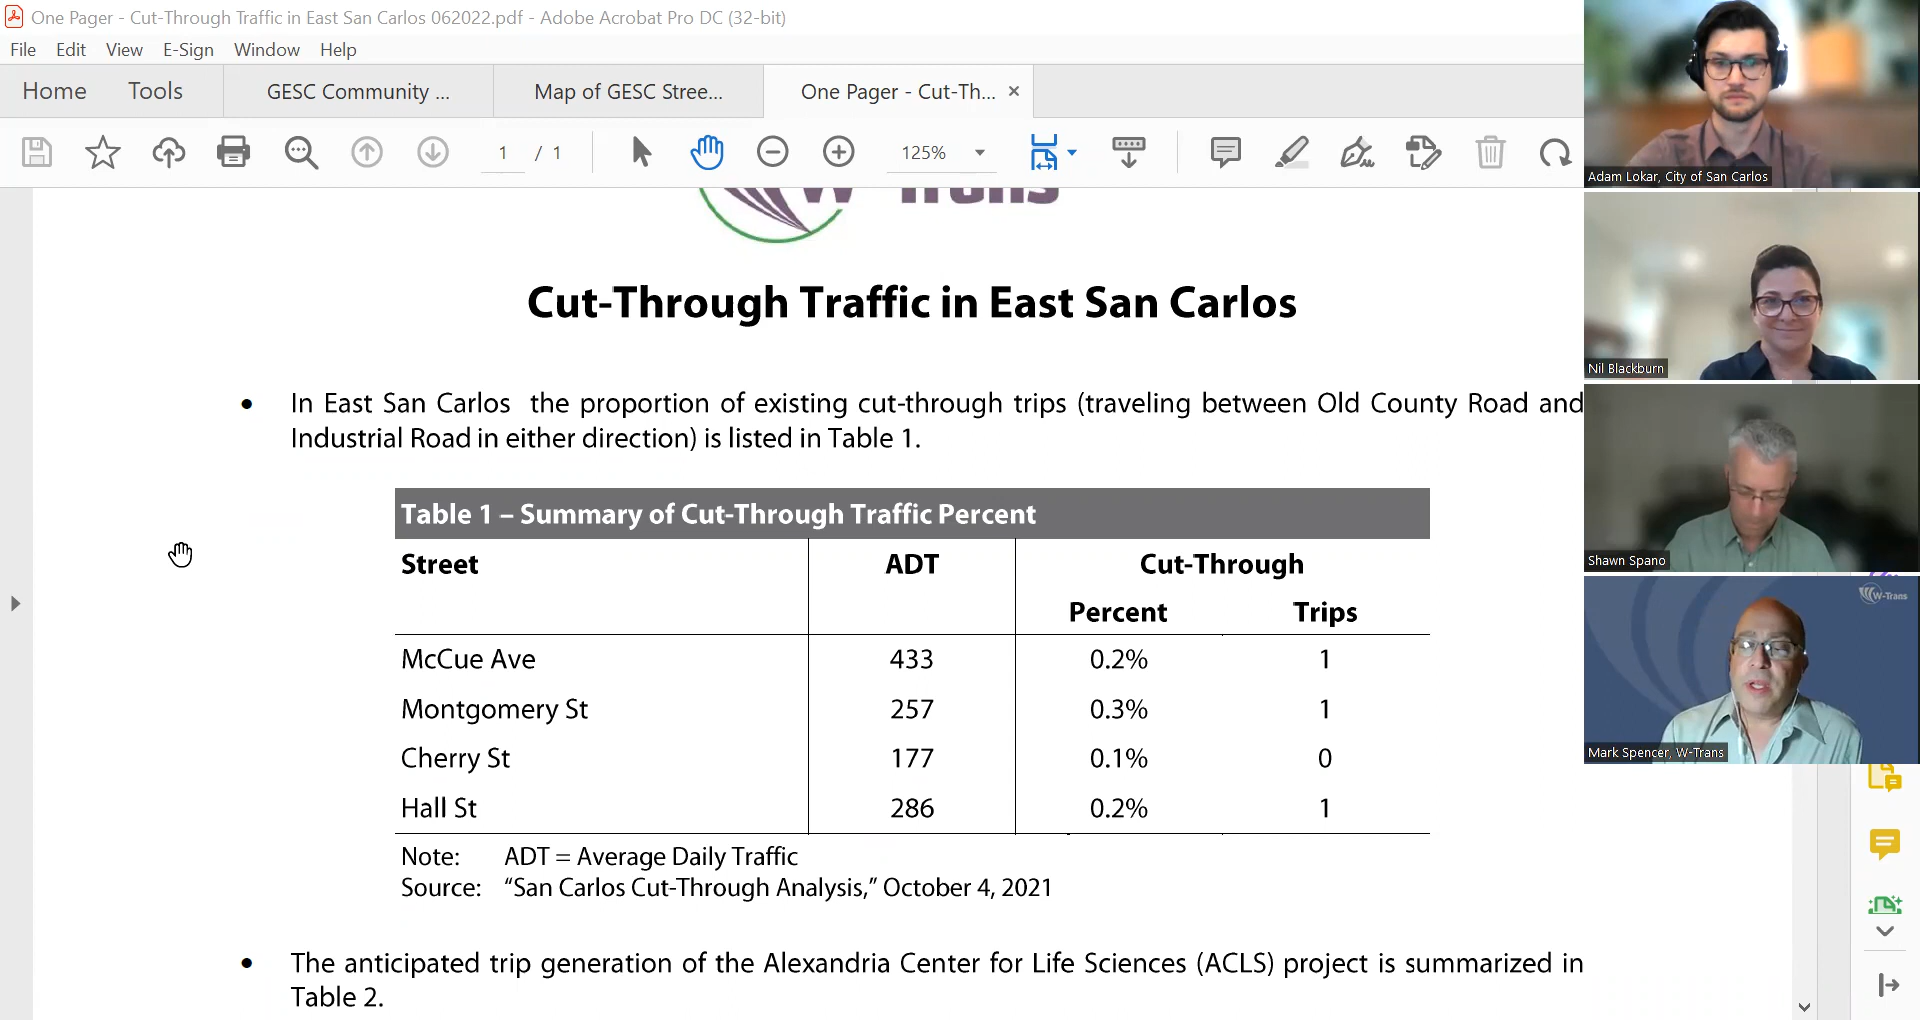 One Pager - Cut-Through Traffic in East San Carlos 062022.pdf - Adobe Acrobat Pro DC (32-bit)
File Edit View E-Sign Window Help
Home Tools GESC Community ... Map of GESC Stree... One Pager - Cut-Th... ×
1 / 1 125%
W-Trans
Cut-Through Traffic in East San Carlos
• In East San Carlos the proportion of existing cut-through trips (traveling between Old County Road and
Industrial Road in either direction) is listed in Table 1.
Table 1 – Summary of Cut-Through Traffic Percent
Street ADT Cut-Through
Percent Trips
McCue Ave 433 0.2% 1
Montgomery St 257 0.3% 1
Cherry St 177 0.1% 0
Hall St 286 0.2% 1
Note: ADT = Average Daily Traffic
Source: “San Carlos Cut-Through Analysis,” October 4, 2021
• The anticipated trip generation of the Alexandria Center for Life Sciences (ACLS) project is summarized in
Table 2.
Adam Lokar, City of San Carlos
Nil Blackburn
Shawn Spano
W-Trans
Mark Spencer, W-Trans